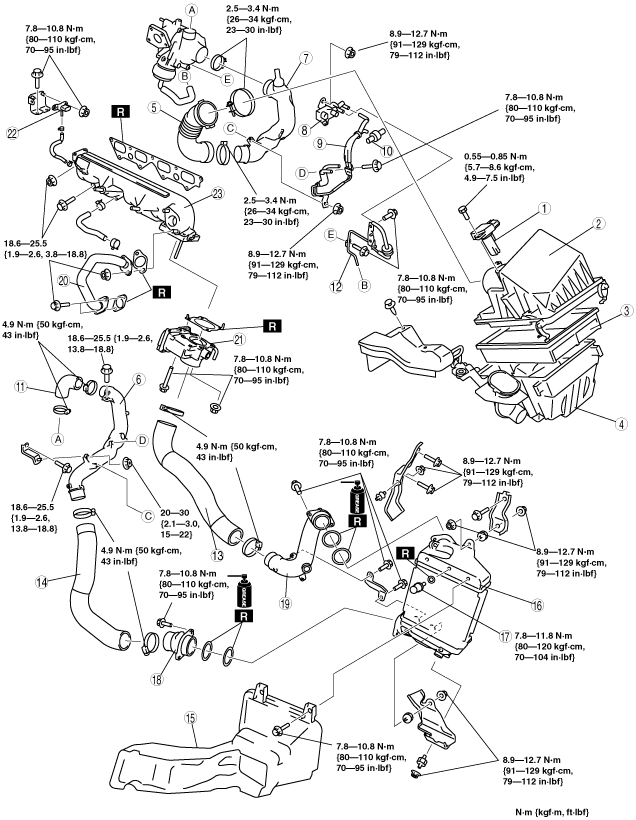 A
2.5—3.4 N·m
{26—34 kgf·cm,
23—30 in·lbf}
7.8—10.8 N·m
{80—110 kgf·cm,
70—95 in·lbf}
8.9—12.7 N·m
{91—129 kgf·cm,
79—112 in·lbf}
7
B
E
22
R
5
C
8
9
10
7.8—10.8 N·m
{80—110 kgf·cm,
70—95 in·lbf}
D
0.55—0.85 N·m
{5.7—8.6 kgf·cm,
4.9—7.5 in·lbf}
23
2.5—3.4 N·m
{26—34 kgf·cm,
23—30 in·lbf}
1
2
18.6—25.5
{1.9—2.6, 3.8—18.8}
8.9—12.7 N·m
{91—129 kgf·cm,
79—112 in·lbf}
E
12
B
7.8—10.8 N·m
{80—110 kgf·cm,
70—95 in·lbf}
20
R
3
4.9 N·m {50 kgf·cm,
43 in·lbf}
18.6—25.5 {1.9—2.6,
13.8—18.8}
R
21
7.8—10.8 N·m
{80—110 kgf·cm,
70—95 in·lbf}
11
6
4
A
D
4.9 N·m {50 kgf·cm,
43 in·lbf}
7.8—10.8 N·m
{80—110 kgf·cm,
70—95 in·lbf}
8.9—12.7 N·m
{91—129 kgf·cm,
79—112 in·lbf}
18.6—25.5
{1.9—2.6,
13.8—18.8}
C
20—30
{2.1—3.0,
15—22}
13
GREASE
R
R
8.9—12.7 N·m
{91—129 kgf·cm,
79—112 in·lbf}
14
4.9 N·m {50 kgf·cm,
43 in·lbf}
7.8—10.8 N·m
{80—110 kgf·cm,
70—95 in·lbf}
GREASE
R
19
16
17
7.8—11.8 N·m
{80—120 kgf·cm,
70—104 in·lbf}
18
15
7.8—10.8 N·m
{80—110 kgf·cm,
70—95 in·lbf}
8.9—12.7 N·m
{91—129 kgf·cm,
79—112 in·lbf}
N·m {kgf·m, ft·lbf}